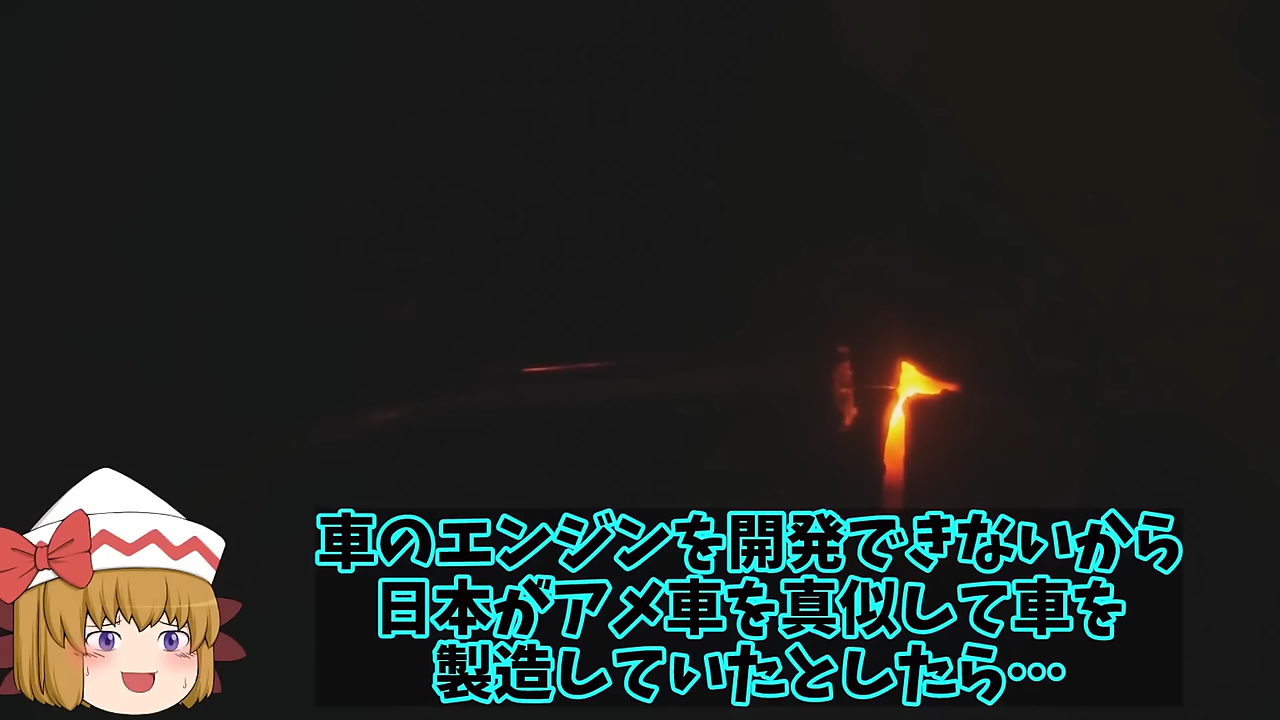 車のエンジンを開発できないから
日本がアメ車を真似して車を
製造していたとしたら…